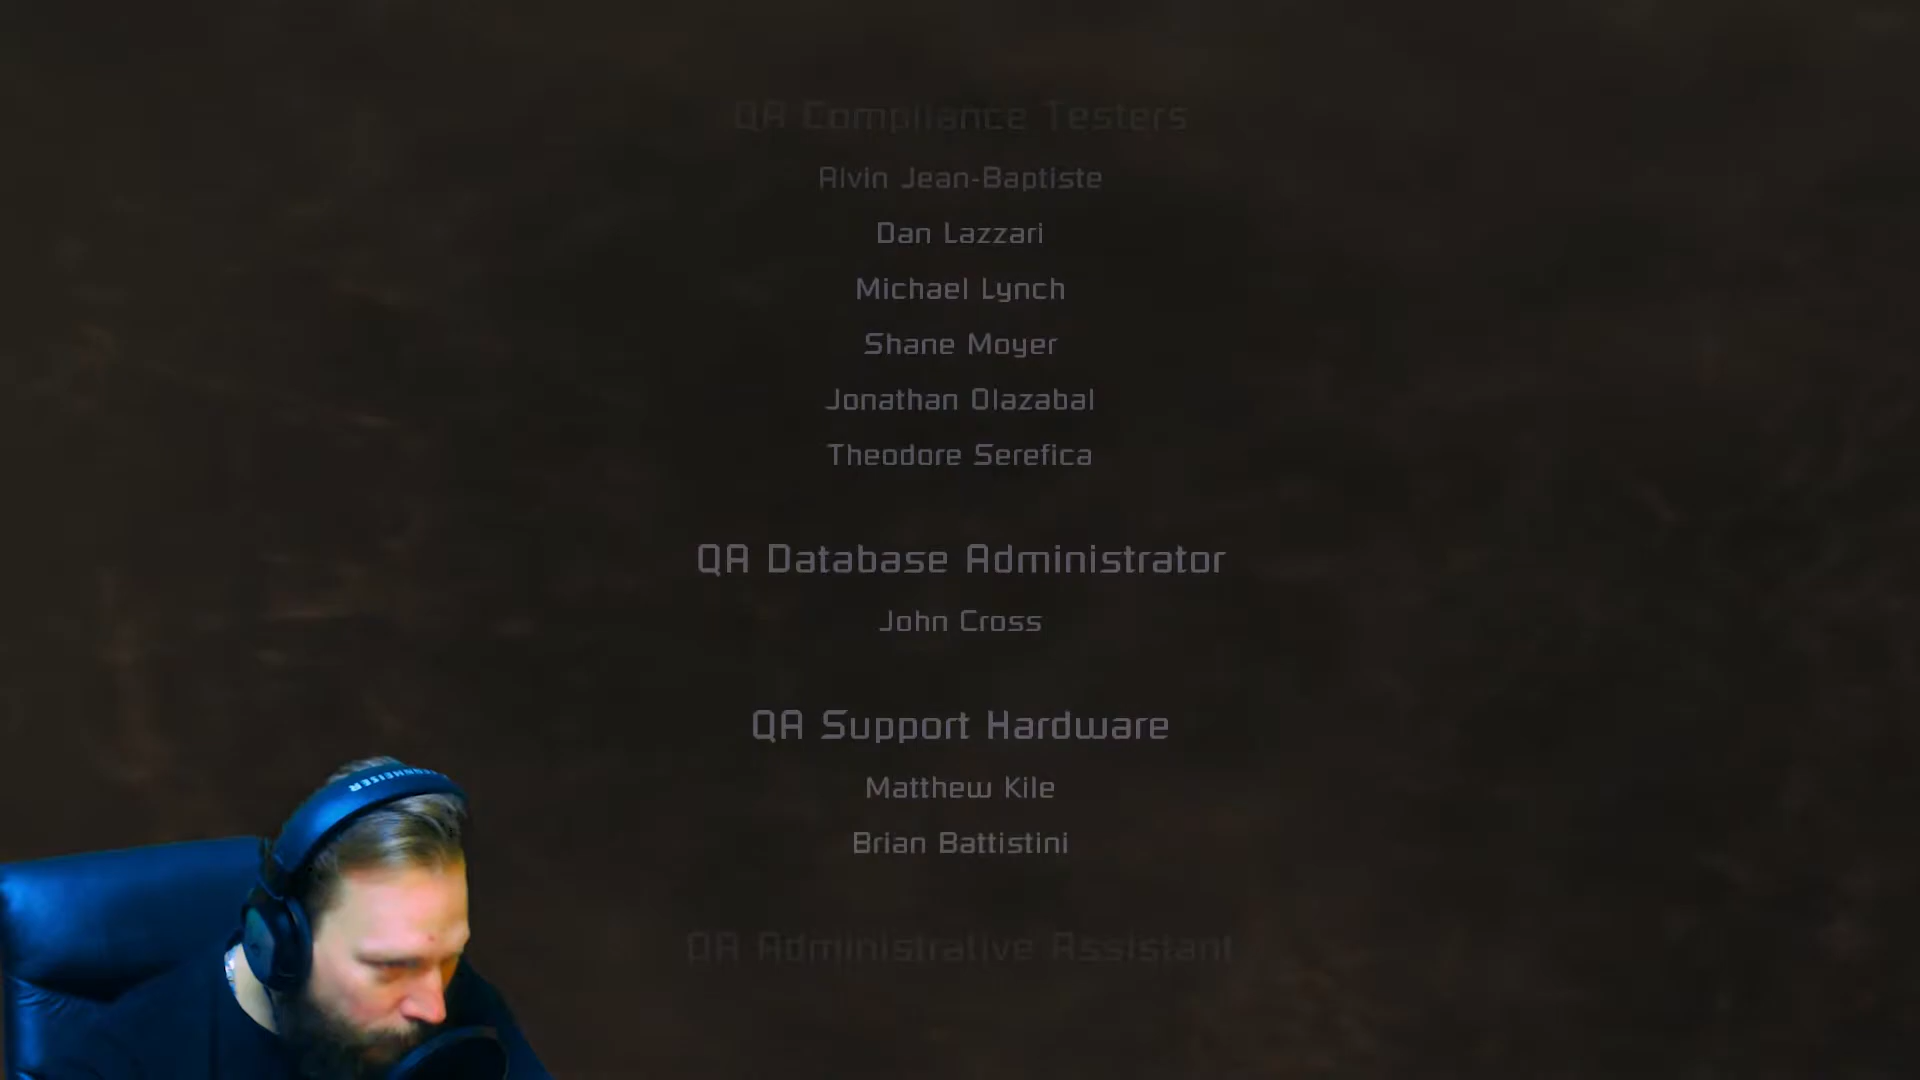 QA Compliance Testers
Alvin Jean-Baptiste
Dan Lazzari
Michael Lynch
Shane Moyer
Jonathan Olazabal
Theodore Serefica
QA Database Administrator
John Cross
QA Support Hardware
Matthew Kile
Brian Battistini
QA Administrative Assistant
SENNHEISER